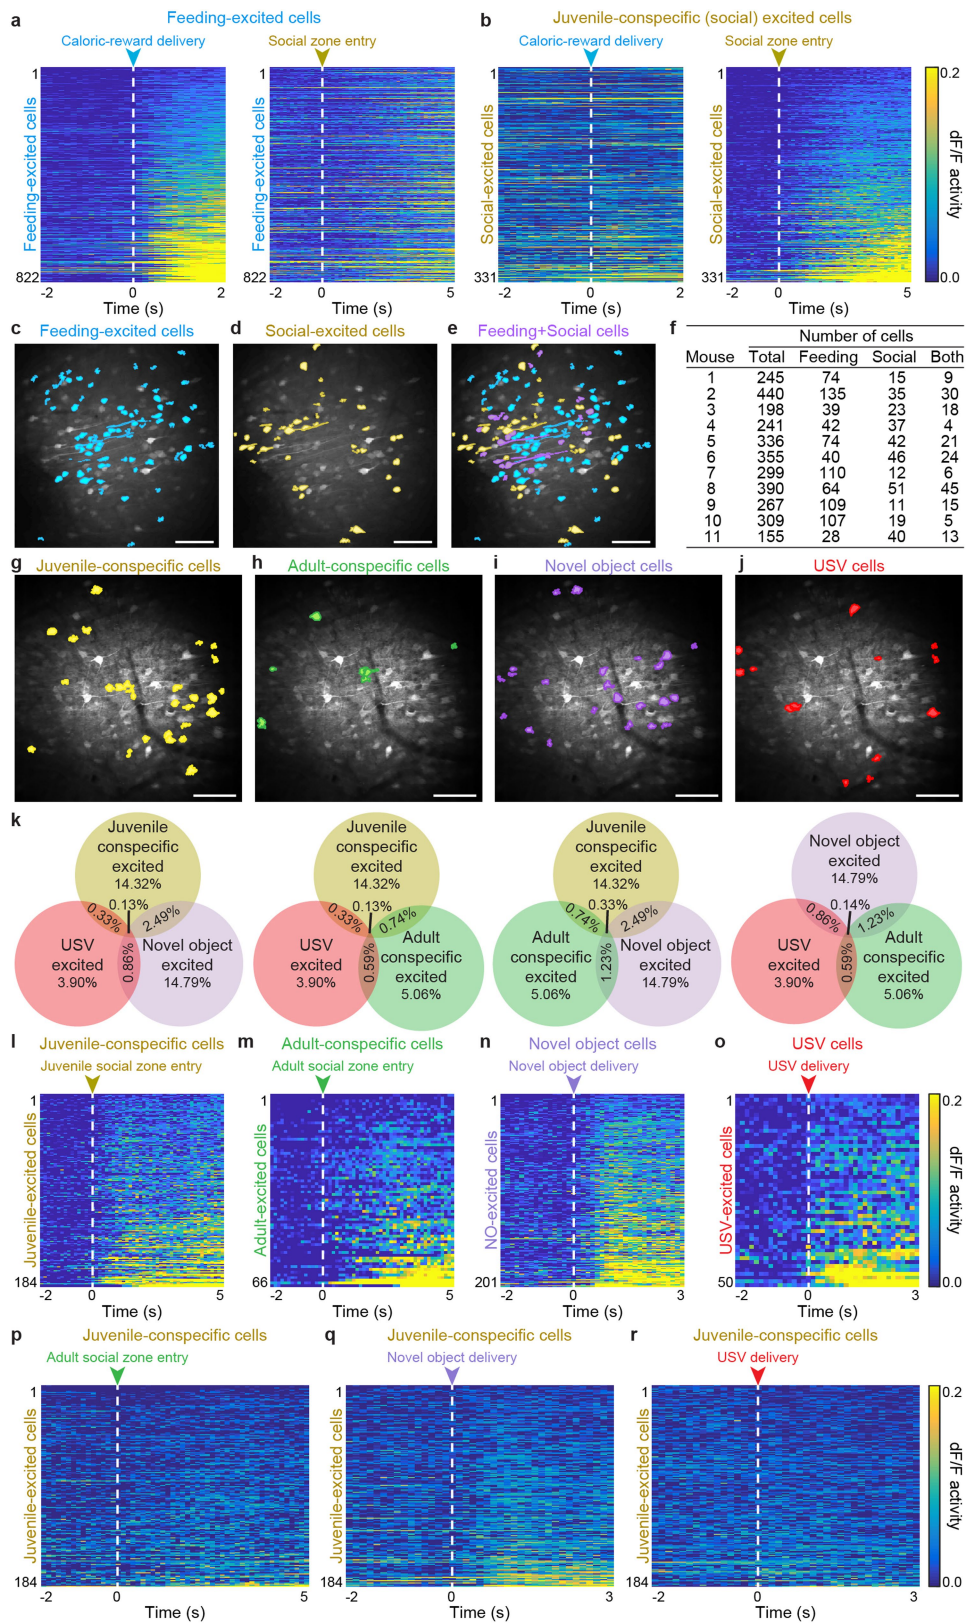 a
Feeding-excited cells
Caloric-reward delivery
Social zone entry
Feeding-excited cells
1
822
-2
0
2
Time (s)
Feeding-excited cells
1
822
-2
0
5
Time (s)
b
Juvenile-conspecific (social) excited cells
Caloric-reward delivery
Social zone entry
Social-excited cells
1
331
-2
0
2
Time (s)
Social-excited cells
1
331
-2
0
5
Time (s)
0.2
dF/F activity
0.0
c
Feeding-excited cells
d
Social-excited cells
e
Feeding+Social cells
f
Number of cells
Mouse Total Feeding Social Both
1 245 74 15 9
2 440 135 35 30
3 198 39 23 18
4 241 42 37 4
5 336 74 42 21
6 355 40 46 24
7 299 110 12 6
8 390 64 51 45
9 267 109 11 15
10 309 107 19 5
11 155 28 40 13
g
Juvenile-conspecific cells
h
Adult-conspecific cells
i
Novel object cells
j
USV cells
k
Juvenile
conspecific
excited
14.32%
0.13%
0.33%
2.49%
USV
excited
3.90%
0.86%
Novel object
excited
14.79%
Juvenile
conspecific
excited
14.32%
0.13%
0.33%
0.74%
USV
excited
3.90%
0.59%
Adult
conspecific
excited
5.06%
Juvenile
conspecific
excited
14.32%
0.33%
0.74%
2.49%
Adult
conspecific
excited
5.06%
1.23%
Novel object
excited
14.79%
Novel object
excited
14.79%
0.14%
0.86%
1.23%
USV
excited
3.90%
0.59%
Adult
conspecific
excited
5.06%
l
Juvenile-conspecific cells
Juvenile social zone entry
Juvenile-excited cells
1
184
-2
0
5
Time (s)
m
Adult-conspecific cells
Adult social zone entry
Adult-excited cells
1
66
-2
0
5
Time (s)
n
Novel object cells
Novel object delivery
NO-excited cells
1
201
-2
0
3
Time (s)
o
USV cells
USV delivery
USV-excited cells
1
50
-2
0
3
Time (s)
0.2
dF/F activity
0.0
p
Juvenile-conspecific cells
Adult social zone entry
Juvenile-excited cells
1
184
-2
0
5
Time (s)
q
Juvenile-conspecific cells
Novel object delivery
Juvenile-excited cells
1
184
-2
0
3
Time (s)
r
Juvenile-conspecific cells
USV delivery
Juvenile-excited cells
1
184
-2
0
3
Time (s)
0.2
dF/F activity
0.0